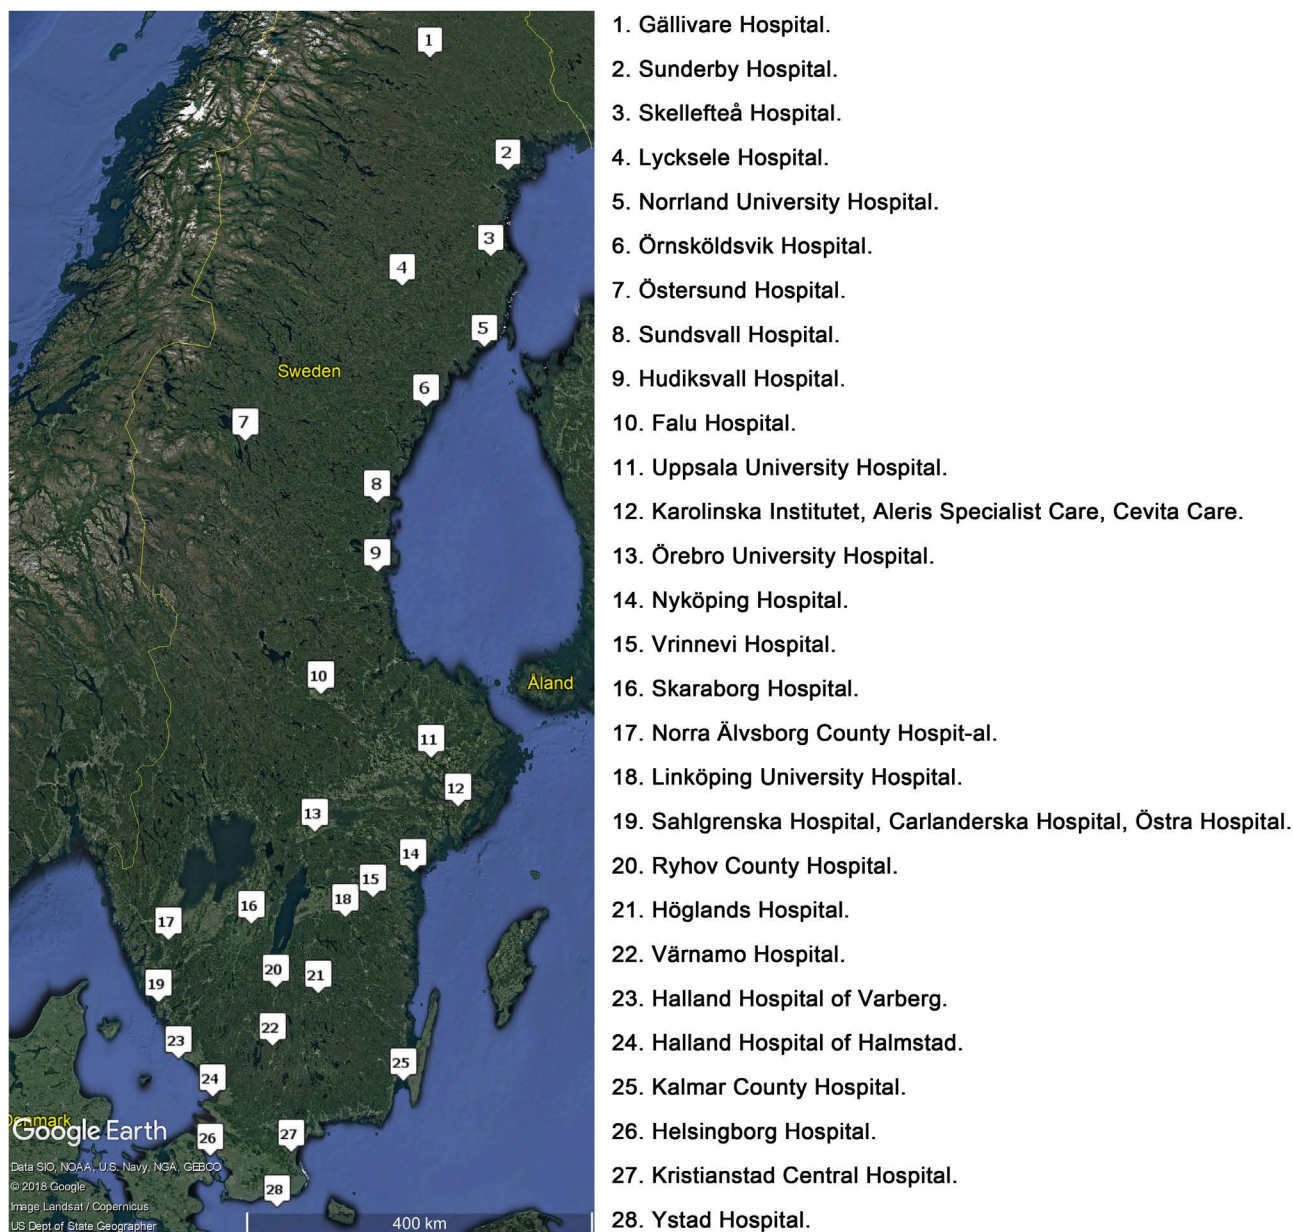 1
2
3
4
5
Sweden
6
7
8
9
10
Åland
11
12
13
14
15
18
16
17
20
21
19
22
23
25
24
Denmark
Google Earth
26
27
Data SIO, NOAA, U.S. Navy, NGA, GEBCO
© 2018 Google
28
Image Landsat / Copernicus
US Dept of State Geographer
400 km
1. Gällivare Hospital.
2. Sunderby Hospital.
3. Skellefteå Hospital.
4. Lycksele Hospital.
5. Norrland University Hospital.
6. Örnsköldsvik Hospital.
7. Östersund Hospital.
8. Sundsvall Hospital.
9. Hudiksvall Hospital.
10. Falu Hospital.
11. Uppsala University Hospital.
12. Karolinska Institutet, Aleris Specialist Care, Cevita Care.
13. Örebro University Hospital.
14. Nyköping Hospital.
15. Vrinnevi Hospital.
16. Skaraborg Hospital.
17. Norra Älvsborg County Hospit-al.
18. Linköping University Hospital.
19. Sahlgrenska Hospital, Carlanderska Hospital, Östra Hospital.
20. Ryhov County Hospital.
21. Höglands Hospital.
22. Värnamo Hospital.
23. Halland Hospital of Varberg.
24. Halland Hospital of Halmstad.
25. Kalmar County Hospital.
26. Helsingborg Hospital.
27. Kristianstad Central Hospital.
28. Ystad Hospital.